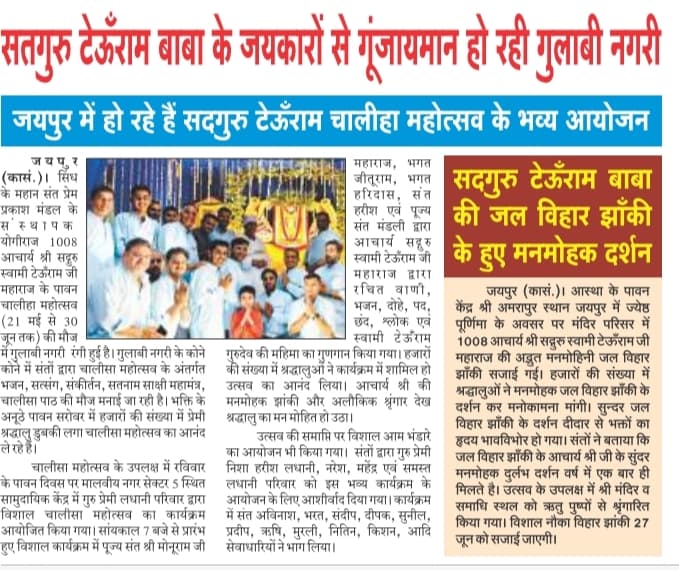 सतगुरु टेऊँराम बाबा के जयकारों से गूंजायमान हो रही गुलाबी नगरी
जयपुर में हो रहे हैं सदगुरु टेऊँराम चालीहा महोत्सव के भव्य आयोजन
जयपुर
(कासं.)। सिंध
के महान संत प्रेम
प्रकाश मंडल के
संस्थापक
योगीराज 1008
आचार्य श्री सद्गुरु
स्वामी टेऊँराम जी
महाराज के पावन
चालीहा महोत्सव
(21 मई से 30
जून तक) की मौज
में गुलाबी नगरी रंगी हुई है। गुलाबी नगरी के कोने
कोने में संतों द्वारा चालीसा महोत्सव के अंतर्गत
भजन, सत्संग, संकीर्तन, सतनाम साक्षी महामंत्र,
चालीसा पाठ की मौज मनाई जा रही है। भक्ति के
अनूठे पावन सरोवर में हजारों की संख्या में प्रेमी
श्रद्धालु डुबकी लगा चालीसा महोत्सव का आनंद
ले रहे है।
चालीसा महोत्सव के उपलक्ष में रविवार
के पावन दिवस पर मालवीय नगर सेक्टर 5 स्थित
सामुदायिक केंद्र में गुरु प्रेमी लधानी परिवार द्वारा
विशाल चालीसा महोत्सव का कार्यक्रम
आयोजित किया गया। सांयकाल 7 बजे से प्रारंभ
हुए विशाल कार्यक्रम में पूज्य संत श्री मोनूराम जी
महाराज, भगत
जीतूराम, भगत
हरिदास, संत
हरीश एवं पूज्य
संत मंडली द्वारा
आचार्य सद्गुरु
स्वामी टेऊँराम जी
महाराज द्वारा
रचित वाणी,
भजन, दोहे, पद,
छंद, श्लोक एवं
स्वामी टेऊँराम
गुरुदेव की महिमा का गुणगान किया गया। हजारों
की संख्या में श्रद्धालुओं ने कार्यक्रम में शामिल हो
उत्सव का आनंद लिया। आचार्य श्री की
मनमोहक झांकी और अलौकिक श्रृंगार देख
श्रद्धालु का मन मोहित हो उठा।
उत्सव की समाप्ति पर विशाल आम भंडारे
का आयोजन भी किया गया। संतों द्वारा गुरु प्रेमी
निशा हरीश लधानी, नरेश, महेंद्र एवं समस्त
लधानी परिवार को इस भव्य कार्यक्रम के
आयोजन के लिए आशीर्वाद दिया गया। कार्यक्रम
में संत अविनाश, भरत, संदीप, दीपक, सुनील,
प्रदीप, ऋषि, मुरली, नितिन, किशन, आदि
सेवाधारियों ने भाग लिया।
सदगुरु टेऊँराम बाबा
की जल विहार झाँकी
के हुए मनमोहक दर्शन
जयपुर (कासं.)। आस्था के पावन
केंद्र श्री अमरापुर स्थान जयपुर में ज्येष्ठ
पूर्णिमा के अवसर पर मंदिर परिसर में
1008 आचार्य श्री सद्गुरु स्वामी टेऊँराम जी
महाराज की अद्भुत मनमोहिनी जल विहार
झाँकी सजाई गई। हजारों की संख्या में
श्रद्धालुओं ने मनमोहक जल विहार झाँकी के
दर्शन कर मनोकामना मांगी। सुन्दर जल
विहार झाँकी के दीदार से भक्तों का
हृदय भावविभोर हो गया। संतों ने बताया कि
जल विहार झाँकी के आचार्य श्री जी के सुंदर
मनमोहक दुर्लभ दर्शन वर्ष में एक बार ही
मिलते है। उत्सव के उपलक्ष में श्री मंदिर व
समाधि स्थल को ऋतु पुष्पों से श्रृंगारित
किया गया। विशाल नौका विहार झांकी 27
जून को सजाई जाएगी।